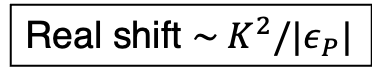 Real shift ~ K²/|ϵ_P|